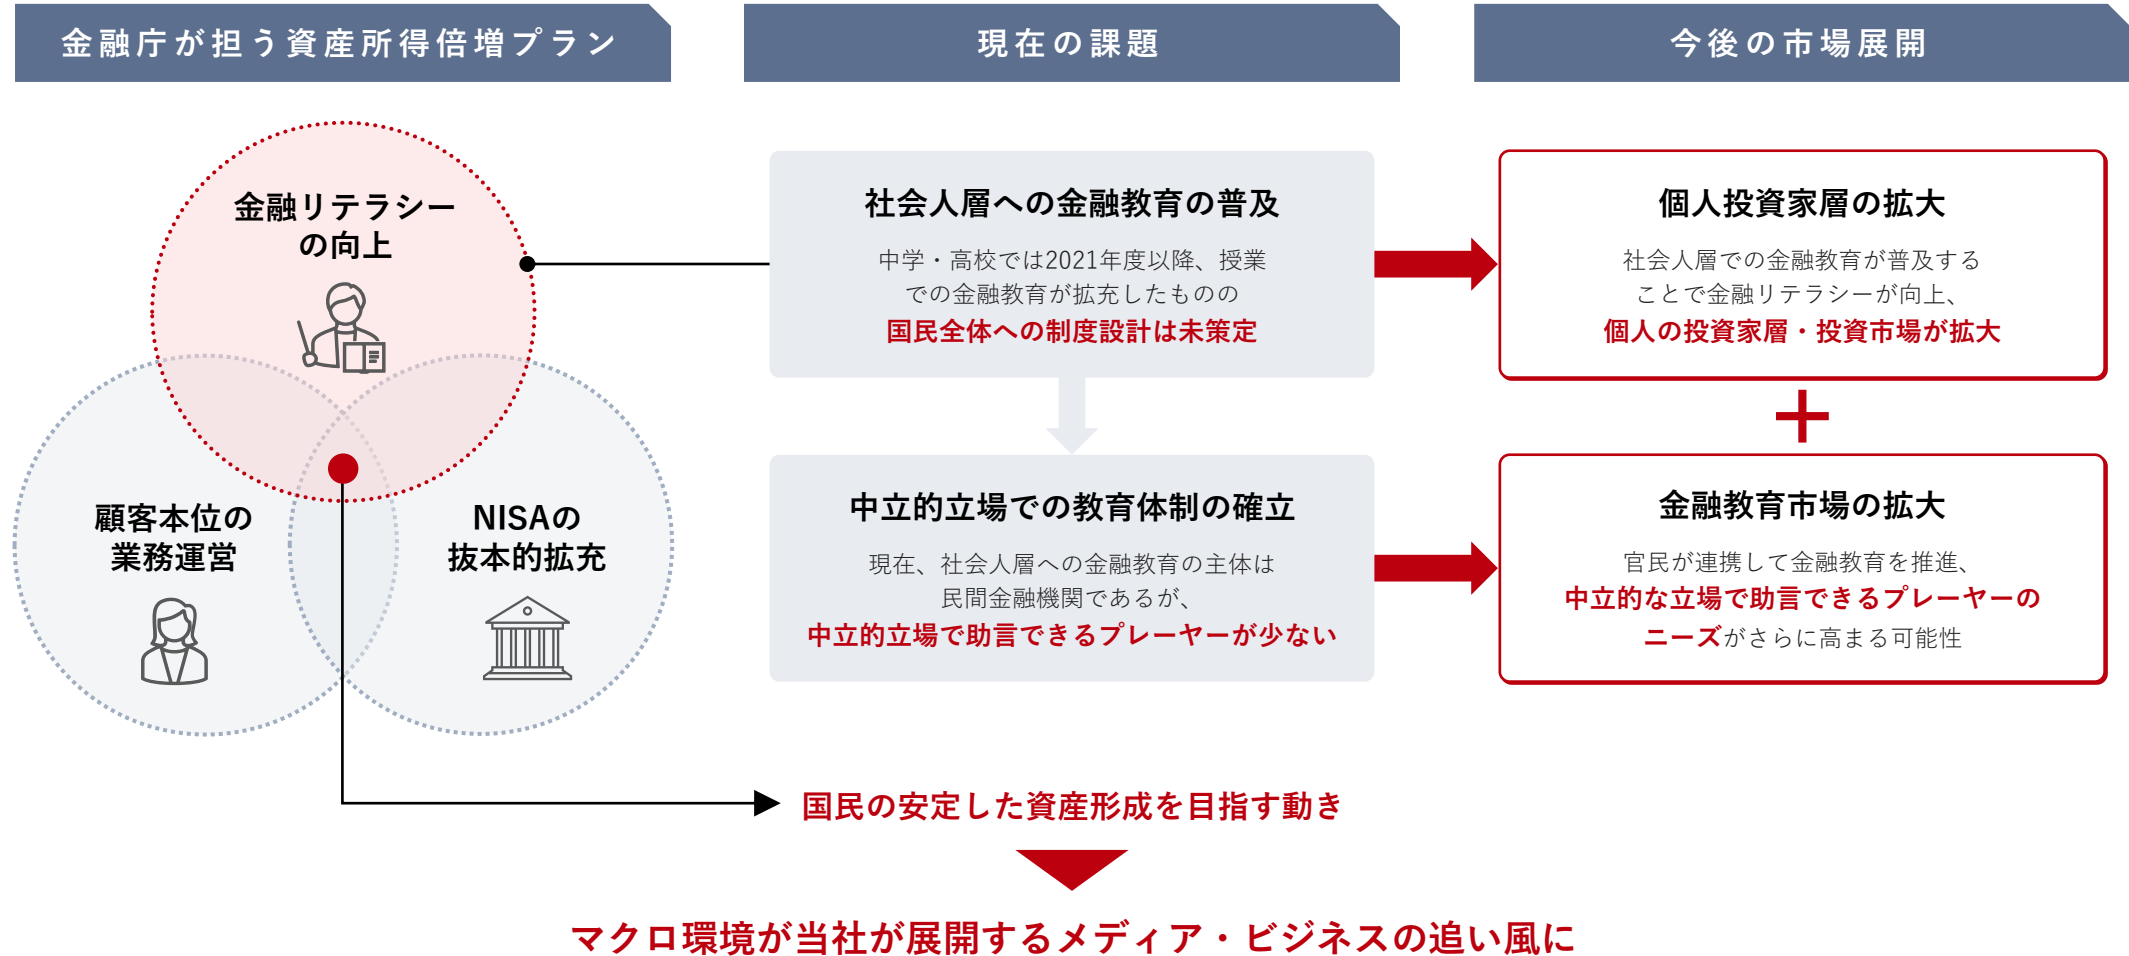 金融庁が担う資産所得倍増プラン
金融リテラシー
の向上
顧客本位の
業務運営
NISAの
抜本的拡充
現在の課題
社会人層への金融教育の普及
中学・高校では2021年度以降、授業
での金融教育が拡充したものの
国民全体への制度設計は未策定
中立的立場での教育体制の確立
現在、社会人層への金融教育の主体は
民間金融機関であるが、
中立的立場で助言できるプレーヤーが少ない
今後の市場展開
個人投資家層の拡大
社会人層での金融教育が普及する
ことで金融リテラシーが向上、
個人の投資家層・投資市場が拡大
金融教育市場の拡大
官民が連携して金融教育を推進、
中立的な立場で助言できるプレーヤーの
ニーズがさらに高まる可能性
国民の安定した資産形成を目指す動き
マクロ環境が当社が展開するメディア・ビジネスの追い風に